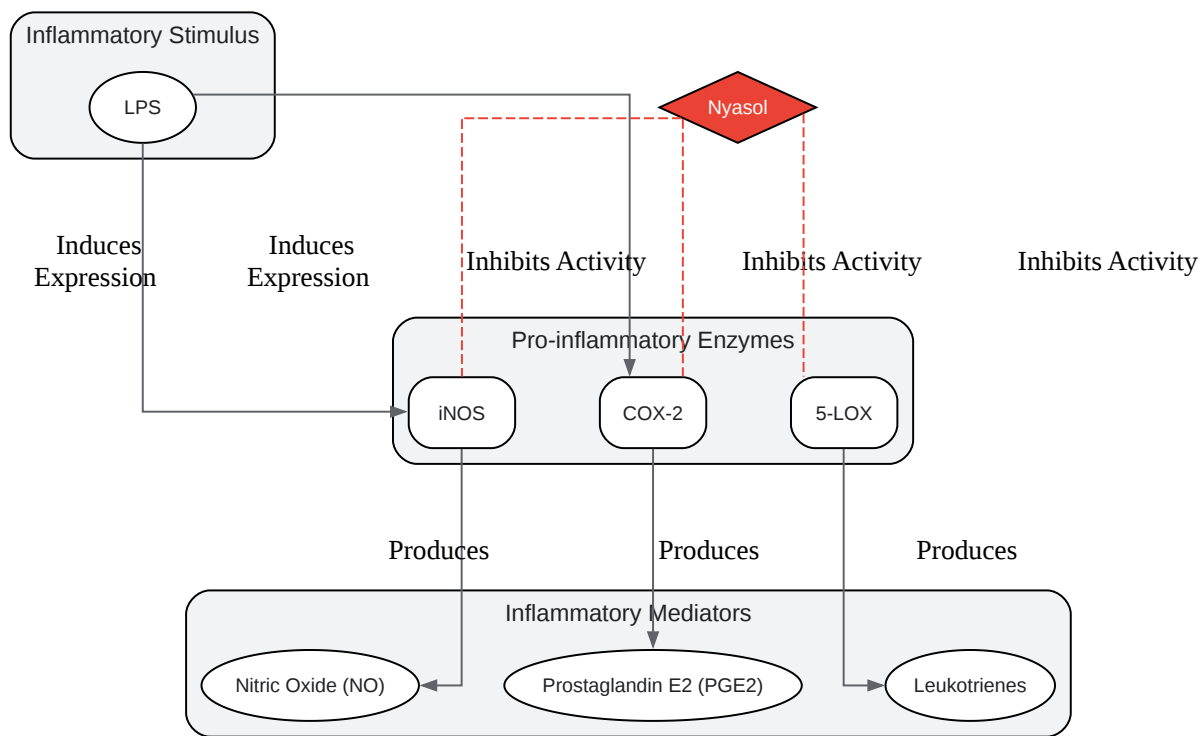 Inflammatory Stimulus
LPS
Nyasol
Induces
Expression
Induces
Expression
Inhibits Activity
Inhibits Activity
Inhibits Activity
Pro-inflammatory Enzymes
iNOS
COX-2
5-LOX
Produces
Produces
Produces
Inflammatory Mediators
Nitric Oxide (NO)
Prostaglandin E2 (PGE2)
Leukotrienes